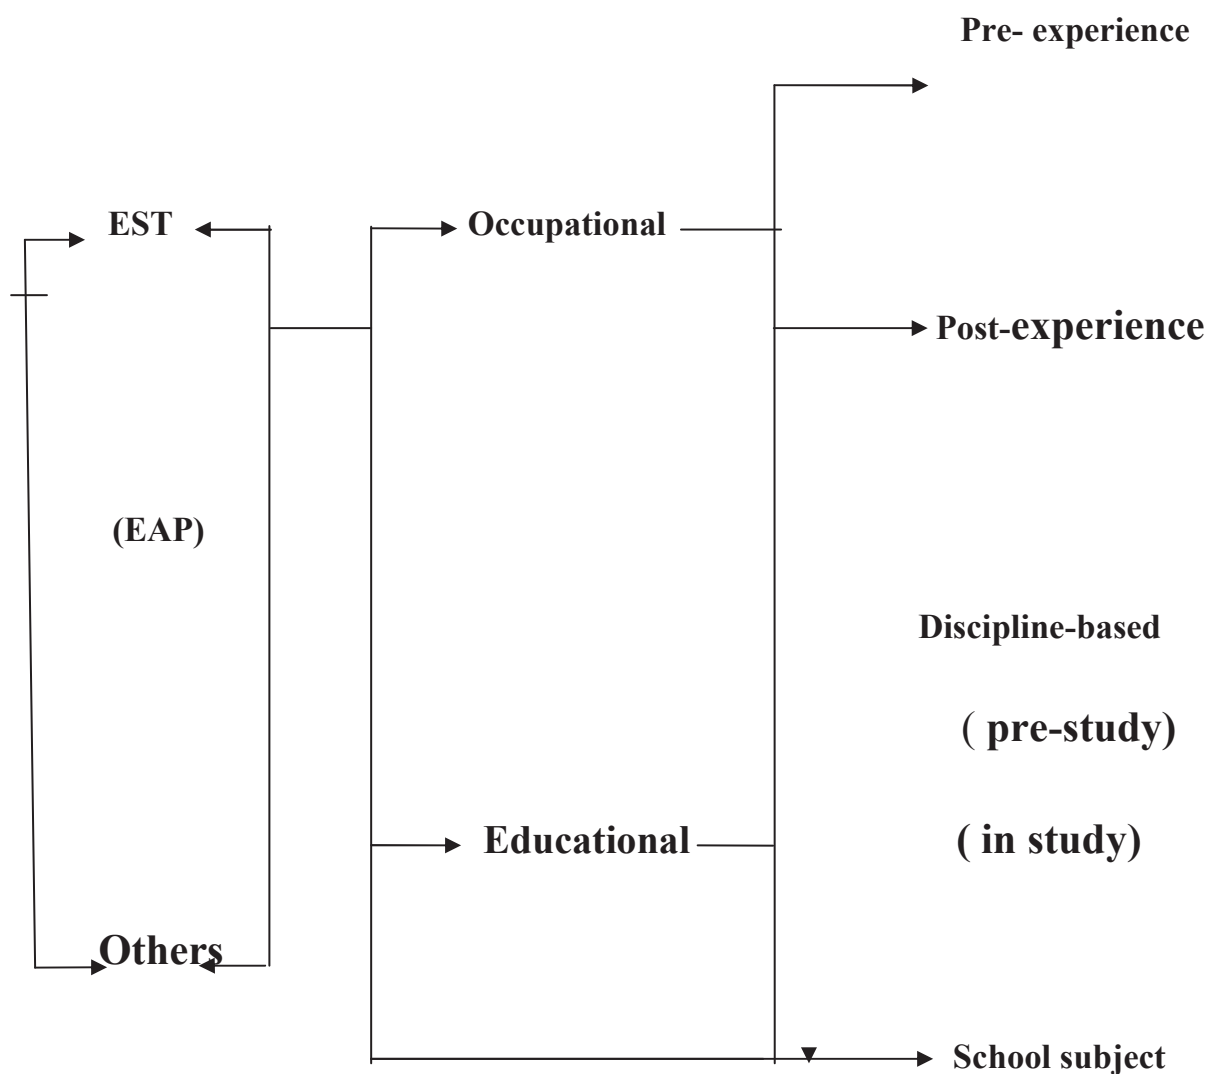 Pre- experience
EST
Occupational
Post-experience
(EAP)
Discipline-based
( pre-study)
Educational
( in study)
Others
School subject